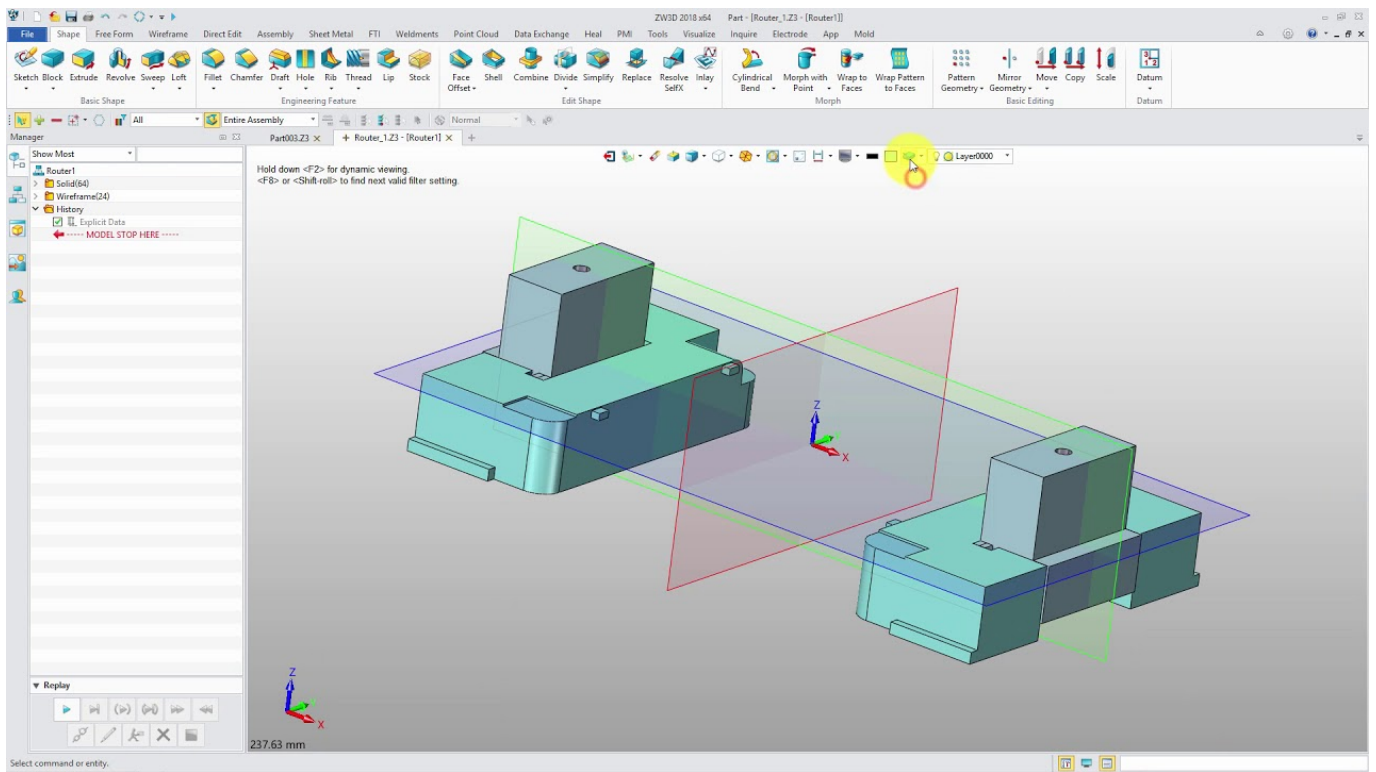 ZW3D 2018 x64 Part - [Router_1.Z3 - [Router1]]
File Shape Free Form Wireframe Direct Edit Assembly Sheet Metal FTI Weldments Point Cloud Data Exchange Heal PMI Tools Visualize Inquire Electrode App Mold
Sketch Block Extrude Revolve Sweep Loft Fillet Chamfer Draft Hole Rib Thread Lip Stock Face Shell Combine Divide Simplify Replace Resolve Inlay Cylindrical Morph with Wrap to Wrap Pattern Pattern Mirror Move Copy Scale Datum
Offset SelfX Bend Point Faces to Faces Geometry Geometry
Basic Shape Engineering Feature Edit Shape Morph Basic Editing Datum
All Entire Assembly Normal
Manager Part003.Z3 Router_1.Z3 - [Router1]
Show Most Layer0000
Router1
Solid(64)
Wireframe(24)
History
Explicit Data
----- MODEL STOP HERE -----
Hold down <F2> for dynamic viewing.
<F8> or <Shift-roll> to find next valid filter setting.
Z
X
Replay
Z
X
237.63 mm
Select command or entity.